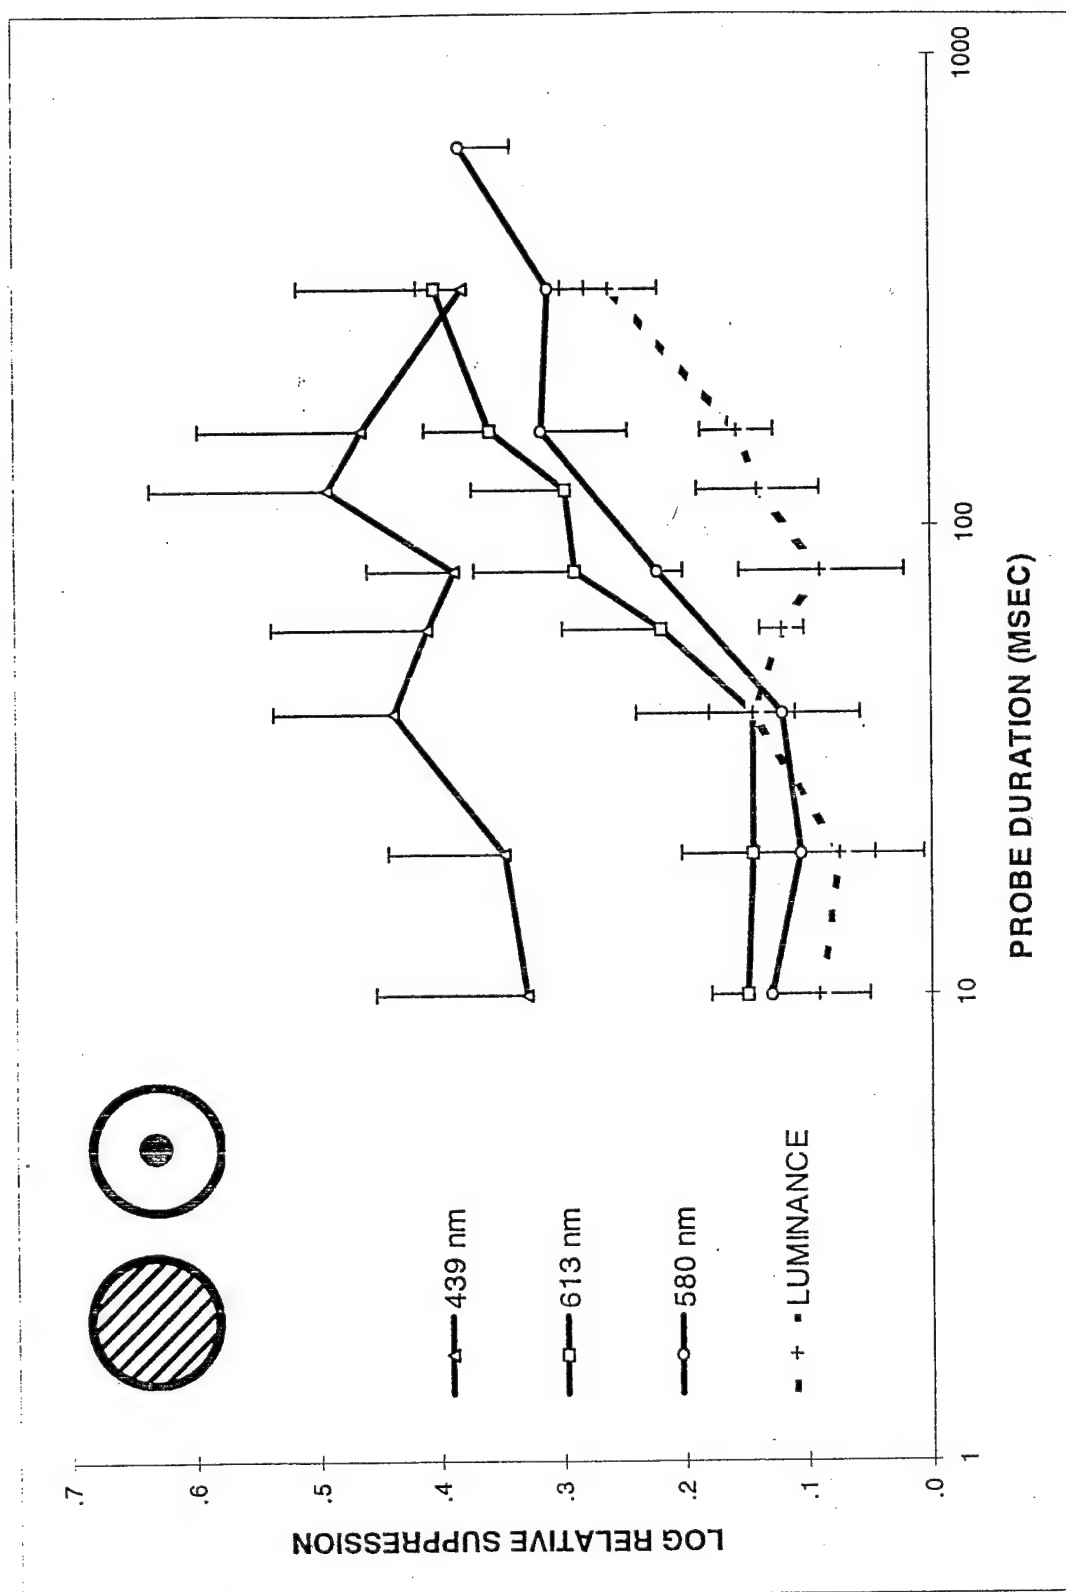 LOG RELATIVE SUPPRESSION
.7
.6
.5
.4
.3
.2
.1
.0
439 nm
613 nm
580 nm
LUMINANCE
1
10
100
1000
PROBE DURATION (MSEC)